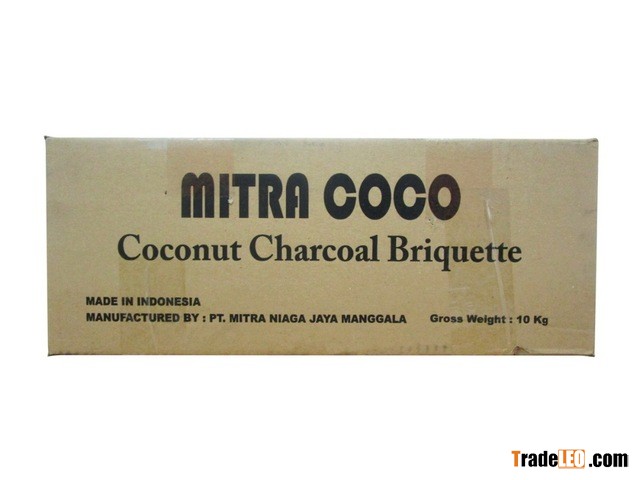 MITRA COCO
Coconut Charcoal Briquette
MADE IN INDONESIA
MANUFACTURED BY : PT. MITRA NIAGA JAYA MANGGALA Gross Weight : 10 Kg
TradeLEO.com